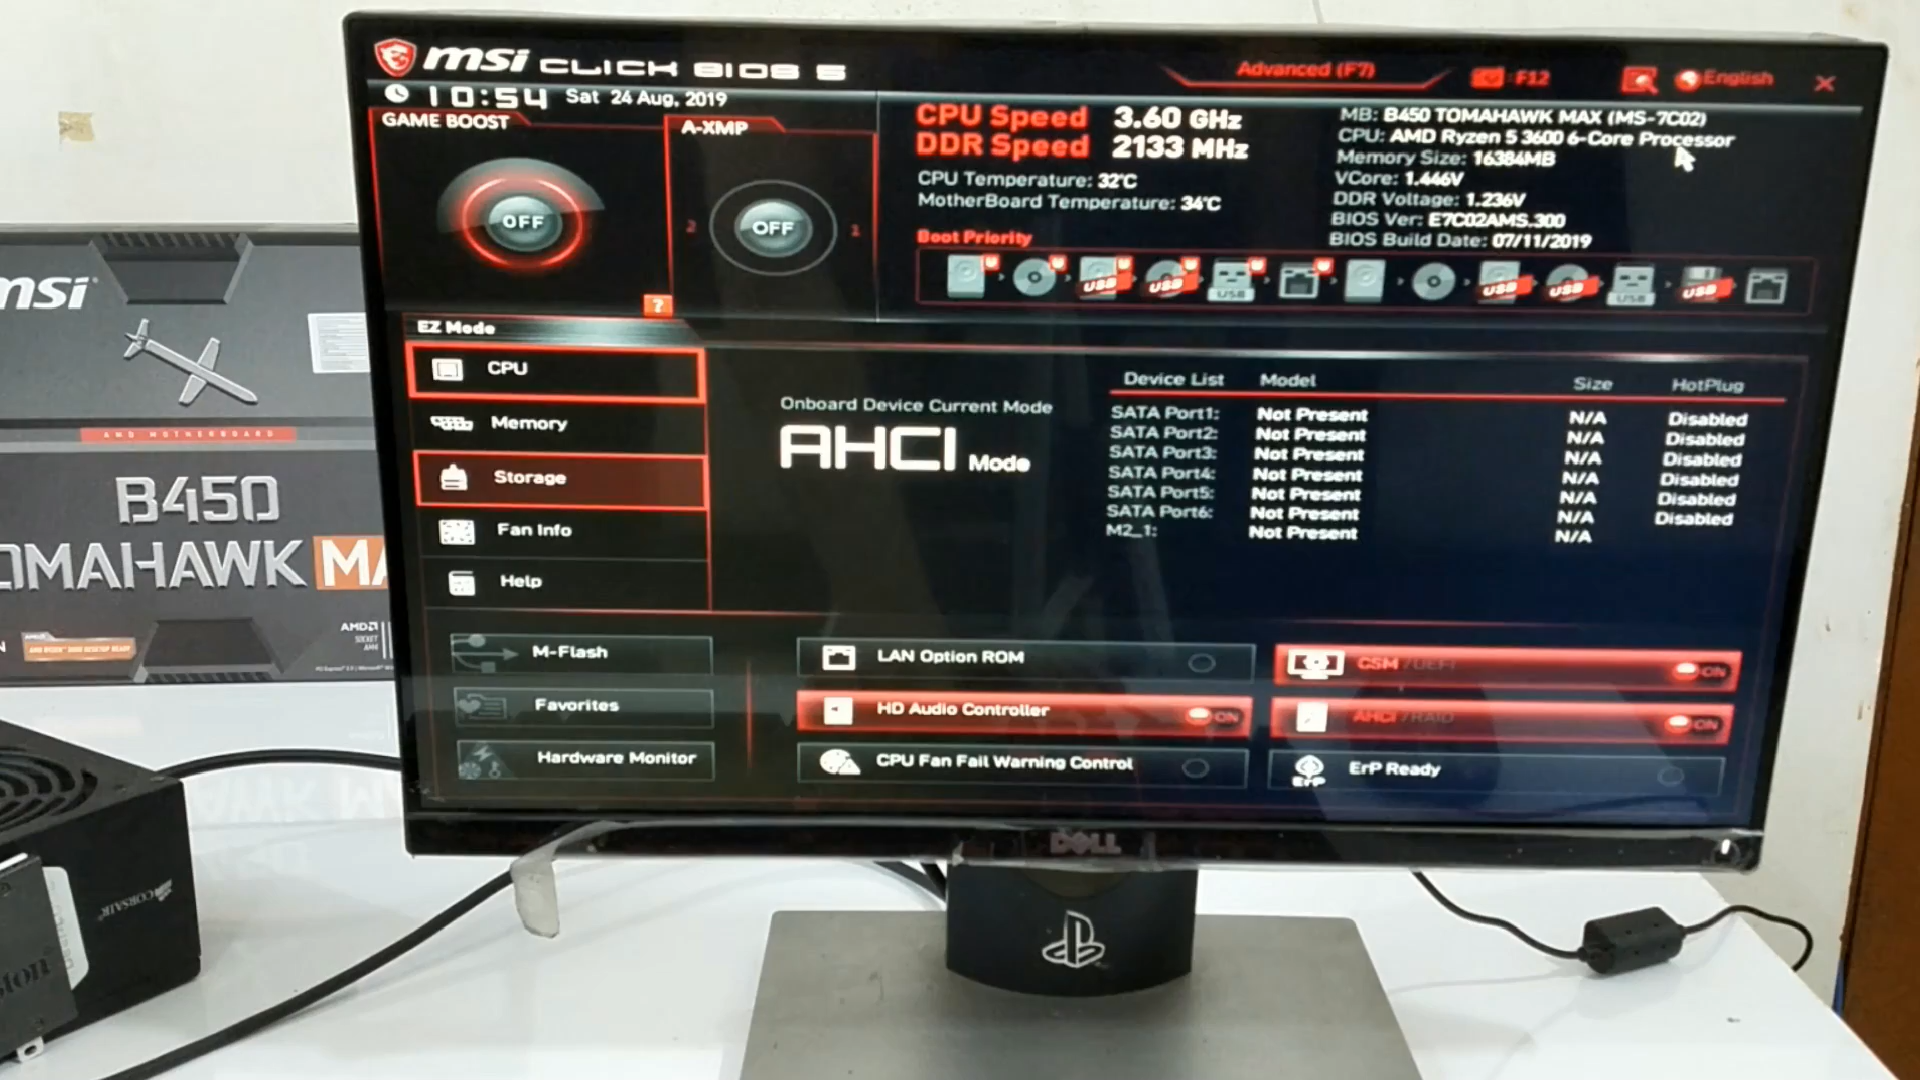 msi CLICK BIOS 5
Advanced (F7)
F12
English
X
10:54 Sat 24 Aug, 2019
GAME BOOST
OFF
A-XMP
2
OFF
1
?
CPU Speed 3.60 GHz
DDR Speed 2133 MHz
CPU Temperature: 32°C
MotherBoard Temperature: 34°C
MB: B450 TOMAHAWK MAX (MS-7C02)
CPU: AMD Ryzen 5 3600 6-Core Processor
Memory Size: 16384MB
VCore: 1.446V
DDR Voltage: 1.236V
BIOS Ver: E7C02AMS.300
BIOS Build Date: 07/11/2019
Boot Priority
USB USB USB USB USB USB USB
EZ Mode
CPU
Memory
Storage
Fan Info
Help
Onboard Device Current Mode
AHCI Mode
Device List Model Size HotPlug
SATA Port1: Not Present N/A Disabled
SATA Port2: Not Present N/A Disabled
SATA Port3: Not Present N/A Disabled
SATA Port4: Not Present N/A Disabled
SATA Port5: Not Present N/A Disabled
SATA Port6: Not Present N/A Disabled
M2_1: Not Present N/A
M-Flash
Favorites
Hardware Monitor
LAN Option ROM
HD Audio Controller ON
CPU Fan Fail Warning Control
CSM /UEFI ON
AHCI /RAID ON
ErP Ready
ErP
DELL
msi
AMD MOTHERBOARD
B450
TOMAHAWK MA
AMD
SOCKET
AM4
CORSAIR